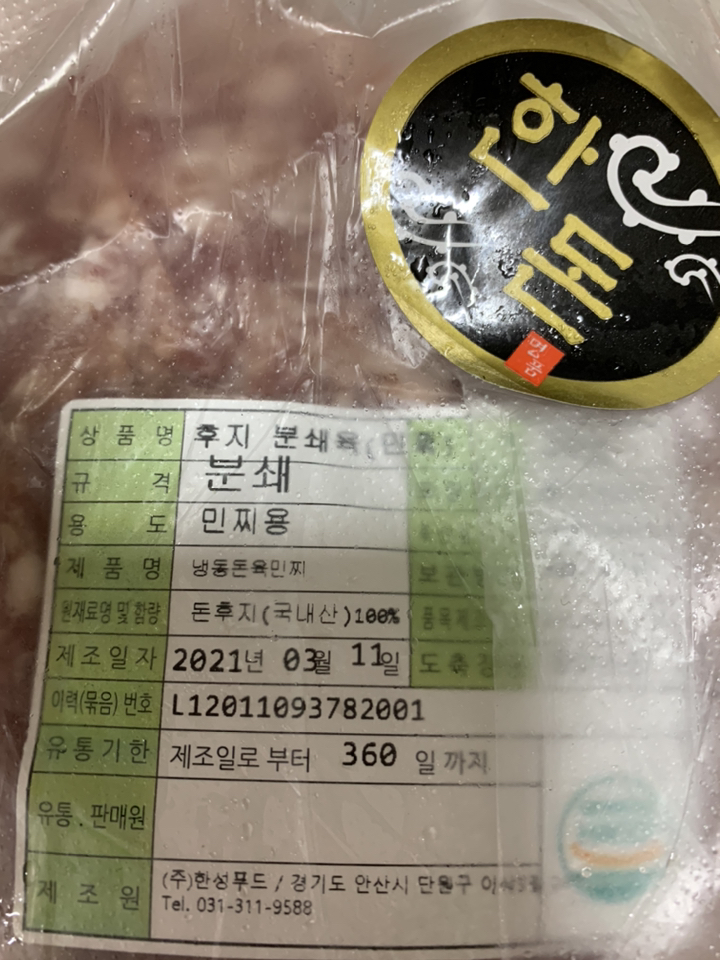 한돈
명품
상 품 명 후지 분쇄육(민찌)
규 격 분쇄
용 도 민찌용
제 품 명 냉동돈육민찌
원재료명 및 함량 돈후지(국내산)100%
제조일자 2021년 03월 11일 도축장
이력(묶음) 번호 L12011093782001
유통기한 제조일로 부터 360 일 까지
유통 . 판매원
제 조 원 (주)한성푸드 / 경기도 안산시 단원구
Tel. 031-311-9588